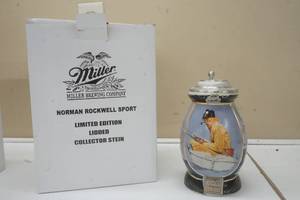 Miller
MILLER BREWING COMPANY
NORMAN ROCKWELL SPORT
LIMITED EDITION
LIDDED
COLLECTOR STEIN